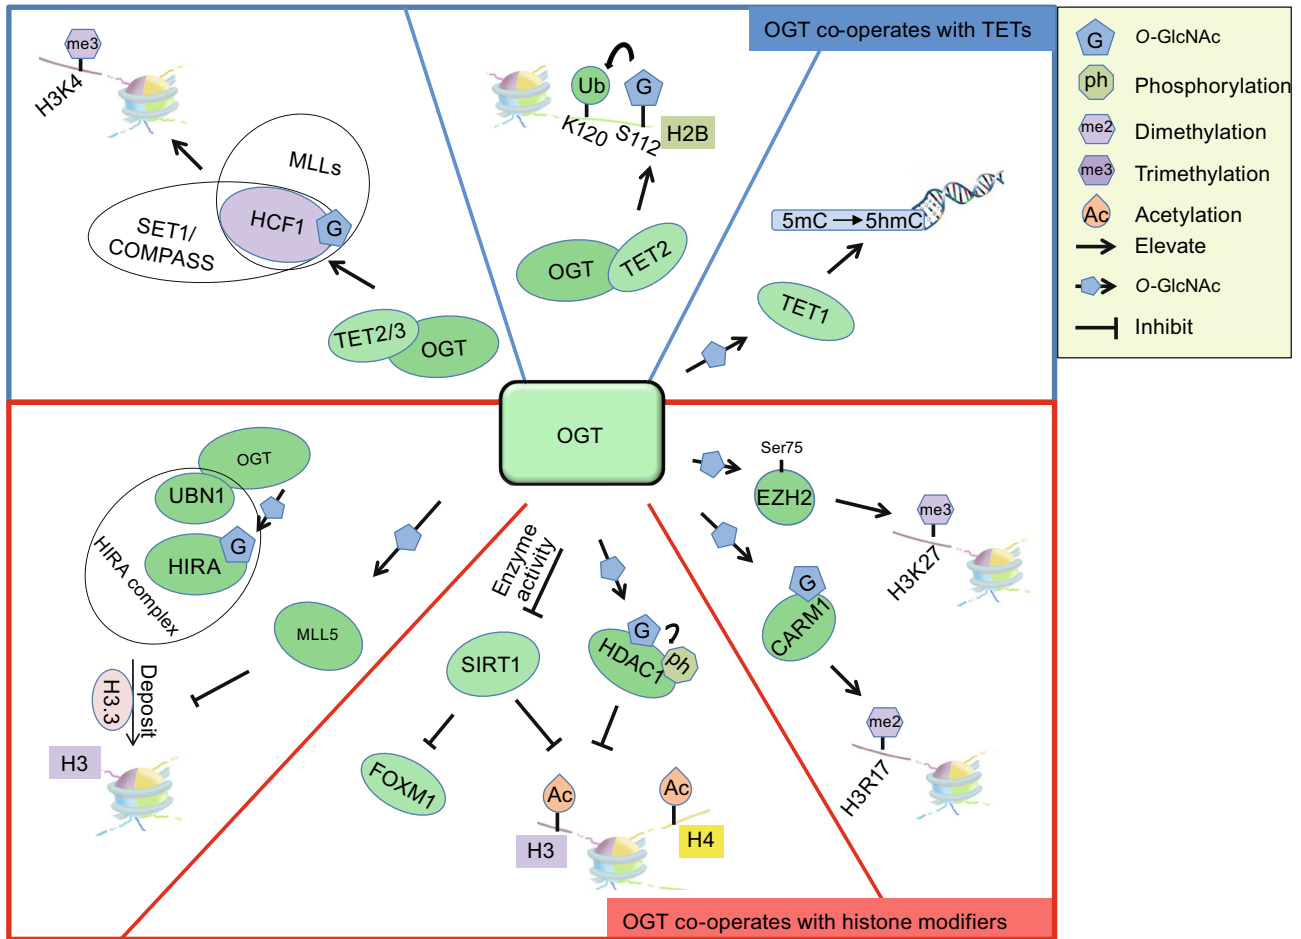 OGT co-operates with TETs
me3
H3K4
MLLs
HCF1
G
SET1/
COMPASS
TET2/3
OGT
Ub
G
K120
S112
H2B
OGT
TET2
5mC
5hmC
TET1
OGT
OGT
UBN1
G
HIRA
HIRA complex
MLL5
H3.3
Deposit
H3
Enzyme
activity
SIRT1
FOXM1
G
HDAC1
ph
Ac
H3
Ac
H4
Ser75
EZH2
me3
H3K27
G
CARM1
me2
H3R17
OGT co-operates with histone modifiers
G
O-GlcNAc
ph
Phosphorylation
me2
Dimethylation
me3
Trimethylation
Ac
Acetylation
Elevate
O-GlcNAc
Inhibit